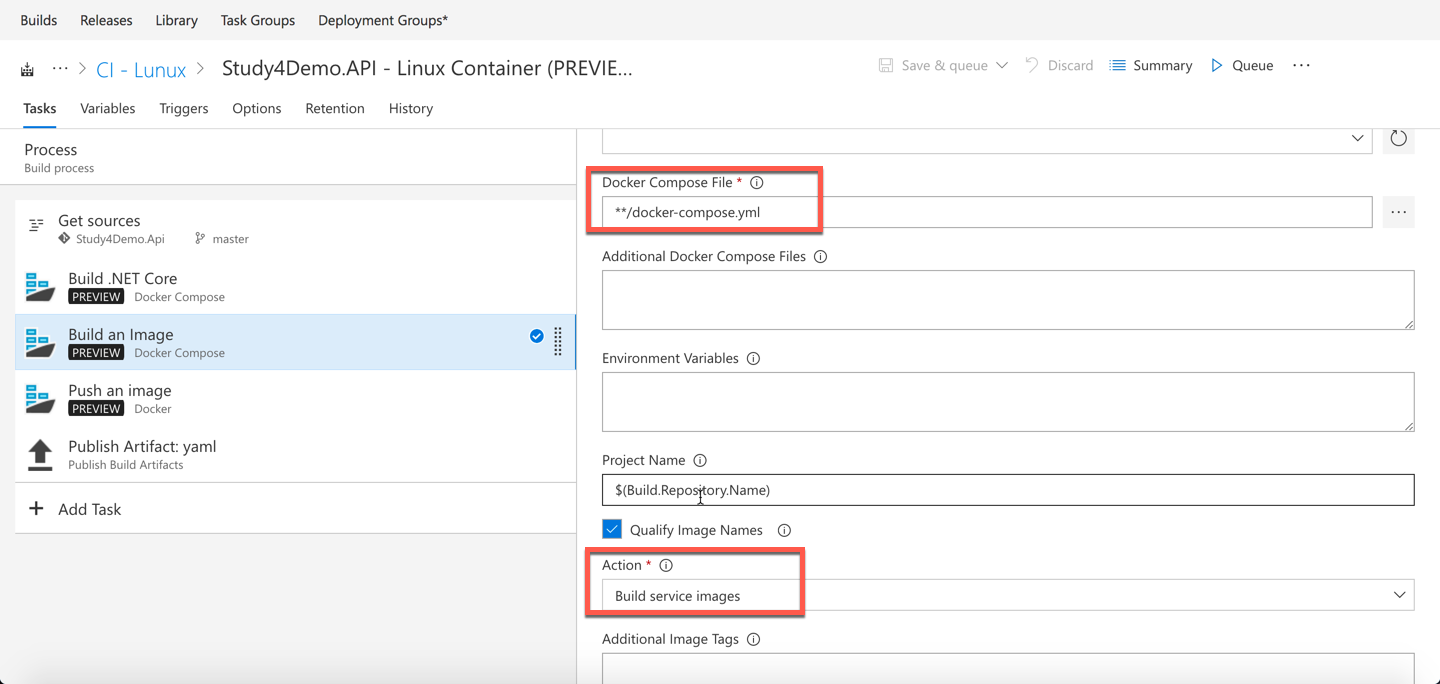 Builds Releases Library Task Groups Deployment Groups*
··· > CI - Lunux > Study4Demo.API - Linux Container (PREVIE...
Save & queue Discard Summary Queue ···
Tasks Variables Triggers Options Retention History
Process
Build process
Get sources
Study4Demo.Api master
Build .NET Core
PREVIEW Docker Compose
Build an Image
PREVIEW Docker Compose
Push an image
PREVIEW Docker
Publish Artifact: yaml
Publish Build Artifacts
+ Add Task
Docker Compose File *
**/docker-compose.yml
...
Additional Docker Compose Files
Environment Variables
Project Name
$(Build.Repository.Name)
Qualify Image Names
Action *
Build service images
Additional Image Tags